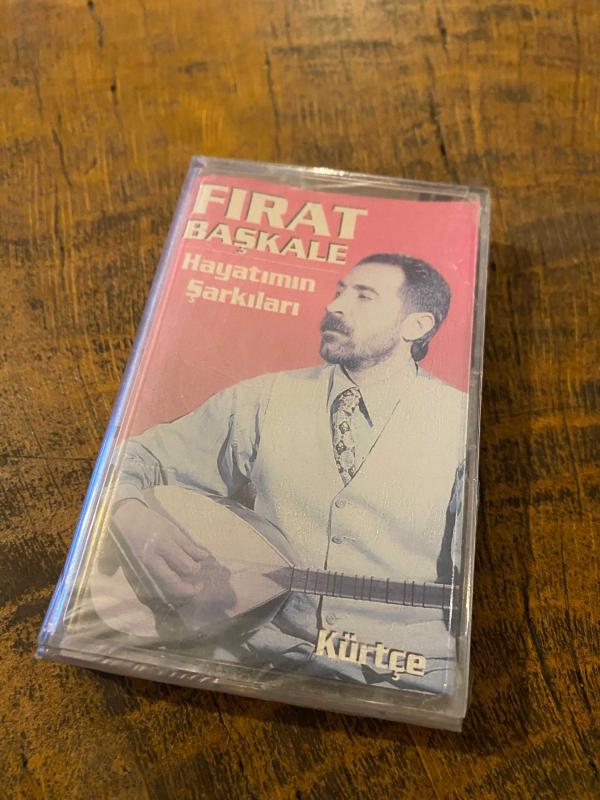 FIRAT
BAŞKALE
Hayatımın
Şarkıları
Kürtçe